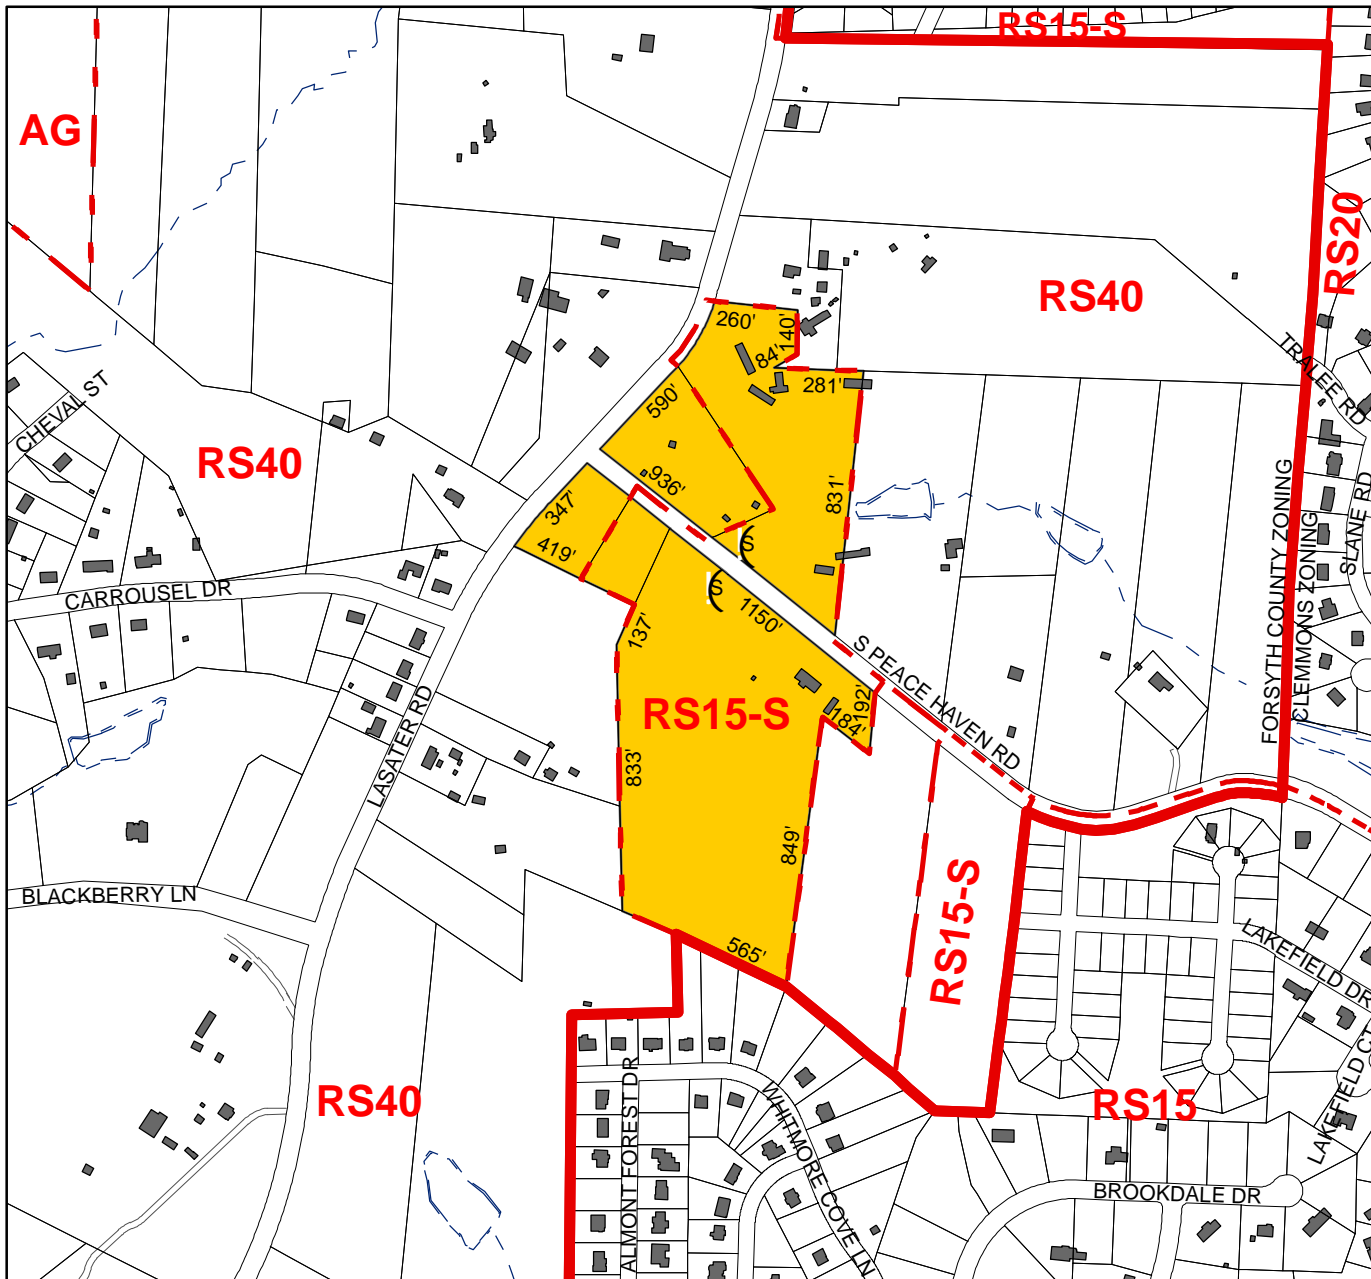 RS15-S
AG
RS20
RS40
260'
140'
84'
281'
TRALEE RD
CHEVAL ST
590'
RS40
936'
831'
347'
419'
S
S
SLANE RD
FORSYTH COUNTY ZONING
CLEMMONS ZONING
CARROUSEL DR
137'
1150'
S PEACE HAVEN RD
RS15-S
192'
184'
LASATER RD
833'
849'
BLACKBERRY LN
RS15-S
565'
LAKEFIELD DR
RS40
ALMONT FOREST DR
WHITMORE COVE LN
RS15
LAKEFIELD CT
BROOKDALE DR